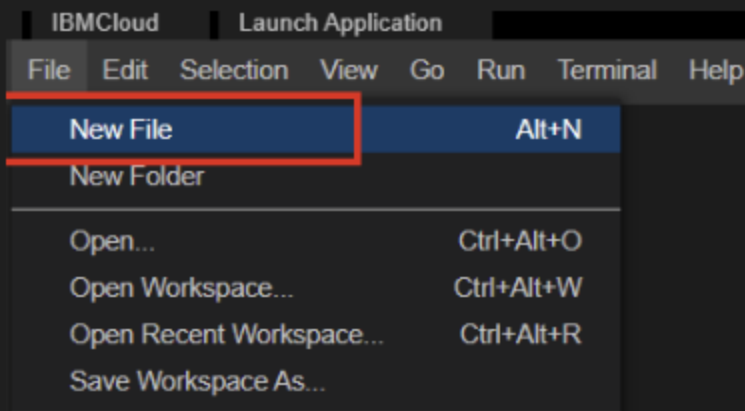 IBMCloud Launch Application
File Edit Selection View Go Run Terminal Help
New File Alt+N
New Folder
Open... Ctrl+Alt+O
Open Workspace... Ctrl+Alt+W
Open Recent Workspace... Ctrl+Alt+R
Save Workspace As...